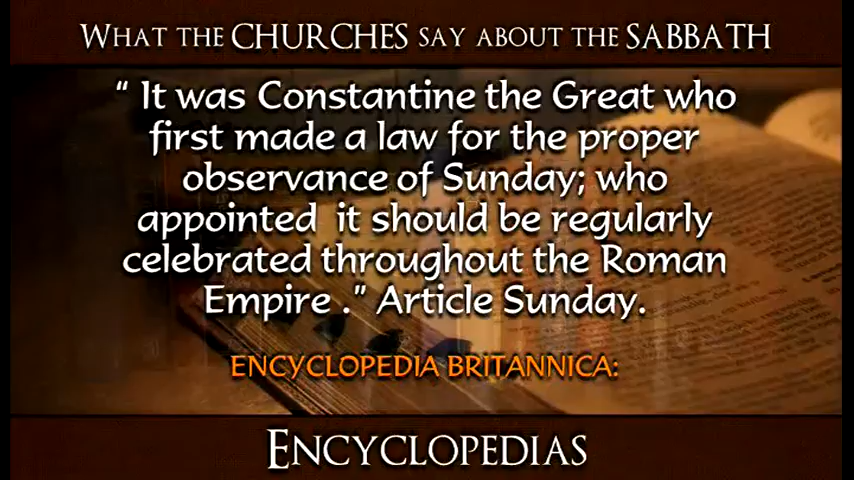 WHAT THE CHURCHES SAY ABOUT THE SABBATH
“ It was Constantine the Great who
first made a law for the proper
observance of Sunday; who
appointed it should be regularly
celebrated throughout the Roman
Empire .” Article Sunday.
ENCYCLOPEDIA BRITANNICA:
ENCYCLOPEDIAS